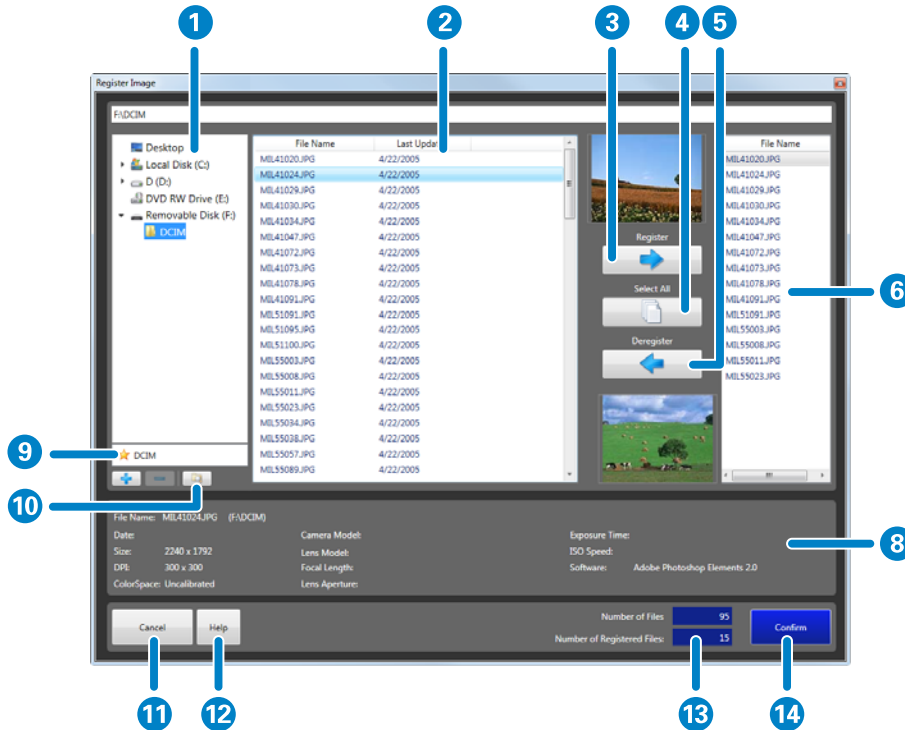 1 2 3 4 5
Register Image
F:\DCIM
Desktop
Local Disk (C:)
D (D:)
DVD RW Drive (E:)
Removable Disk (F:)
DCIM
File Name Last Updat
MIL41020.JPG 4/22/2005
MIL41024.JPG 4/22/2005
MIL41029.JPG 4/22/2005
MIL41030.JPG 4/22/2005
MIL41034.JPG 4/22/2005
MIL41047.JPG 4/22/2005
MIL41072.JPG 4/22/2005
MIL41073.JPG 4/22/2005
MIL41078.JPG 4/22/2005
MIL41091.JPG 4/22/2005
MIL51091.JPG 4/22/2005
MIL51095.JPG 4/22/2005
MIL51100.JPG 4/22/2005
MIL55003.JPG 4/22/2005
MIL55008.JPG 4/22/2005
MIL55011.JPG 4/22/2005
MIL55023.JPG 4/22/2005
MIL55034.JPG 4/22/2005
MIL55038.JPG 4/22/2005
MIL55057.JPG 4/22/2005
MIL55089.JPG 4/22/2005
Register
Select All
Deregister
File Name
MIL41020.JPG
MIL41024.JPG
MIL41029.JPG
MIL41030.JPG
MIL41034.JPG
MIL41047.JPG
MIL41072.JPG
MIL41073.JPG
MIL41078.JPG
MIL41091.JPG
MIL51091.JPG
MIL55003.JPG
MIL55008.JPG
MIL55011.JPG
MIL55023.JPG
6
9
DCIM
10
File Name: MIL41024.JPG (F:\DCIM)
Date: Camera Model: Exposure Time:
Size: 2240 x 1792 Lens Model: ISO Speed:
DPI: 300 x 300 Focal Length: Software: Adobe Photoshop Elements 2.0
ColorSpace: Uncalibrated Lens Aperture:
8
Cancel Help
Number of Files 95
Number of Registered Files: 15
Confirm
11 12 13 14